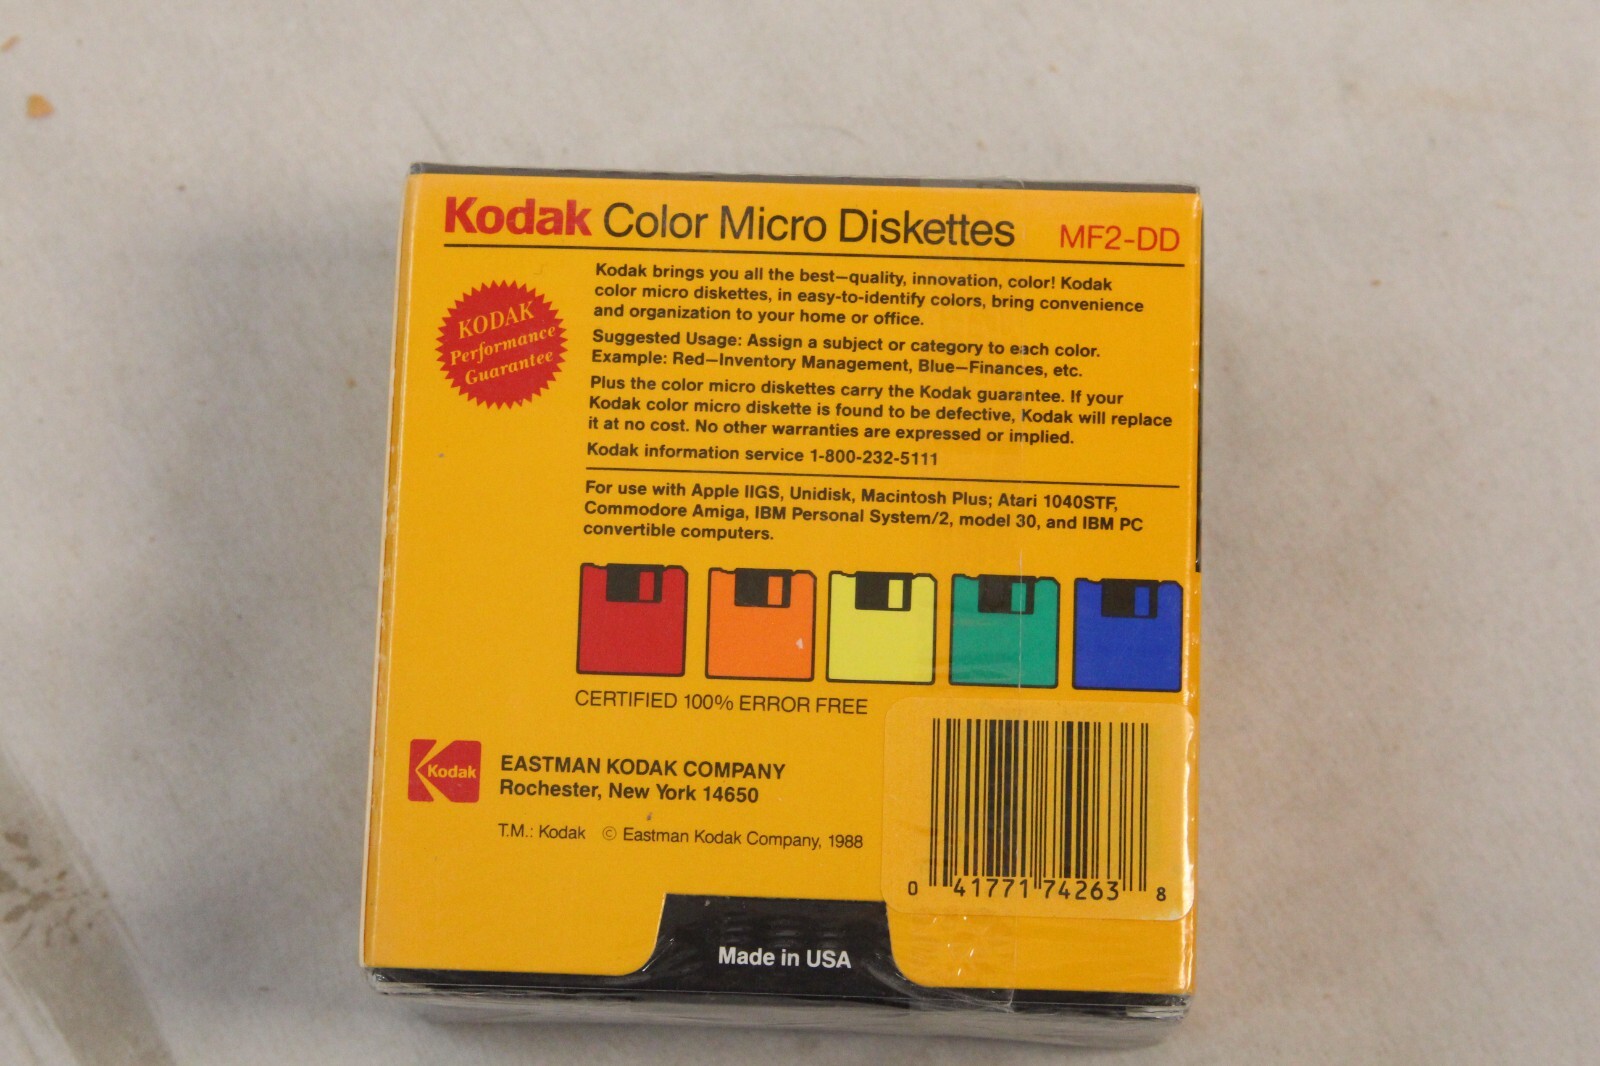 Kodak Color Micro Diskettes MF2-DD
Kodak brings you all the best—quality, innovation, color! Kodak
color micro diskettes, in easy-to-identify colors, bring convenience
and organization to your home or office.
KODAK
Performance
Guarantee
Suggested Usage: Assign a subject or category to each color.
Example: Red—Inventory Management, Blue—Finances, etc.
Plus the color micro diskettes carry the Kodak guarantee. If your
Kodak color micro diskette is found to be defective, Kodak will replace
it at no cost. No other warranties are expressed or implied.
Kodak information service 1-800-232-5111
For use with Apple IIGS, Unidisk, Macintosh Plus; Atari 1040STF,
Commodore Amiga, IBM Personal System/2, model 30, and IBM PC
convertible computers.
CERTIFIED 100% ERROR FREE
Kodak
EASTMAN KODAK COMPANY
Rochester, New York 14650
T.M.: Kodak © Eastman Kodak Company, 1988
0 41771 74263 8
Made in USA